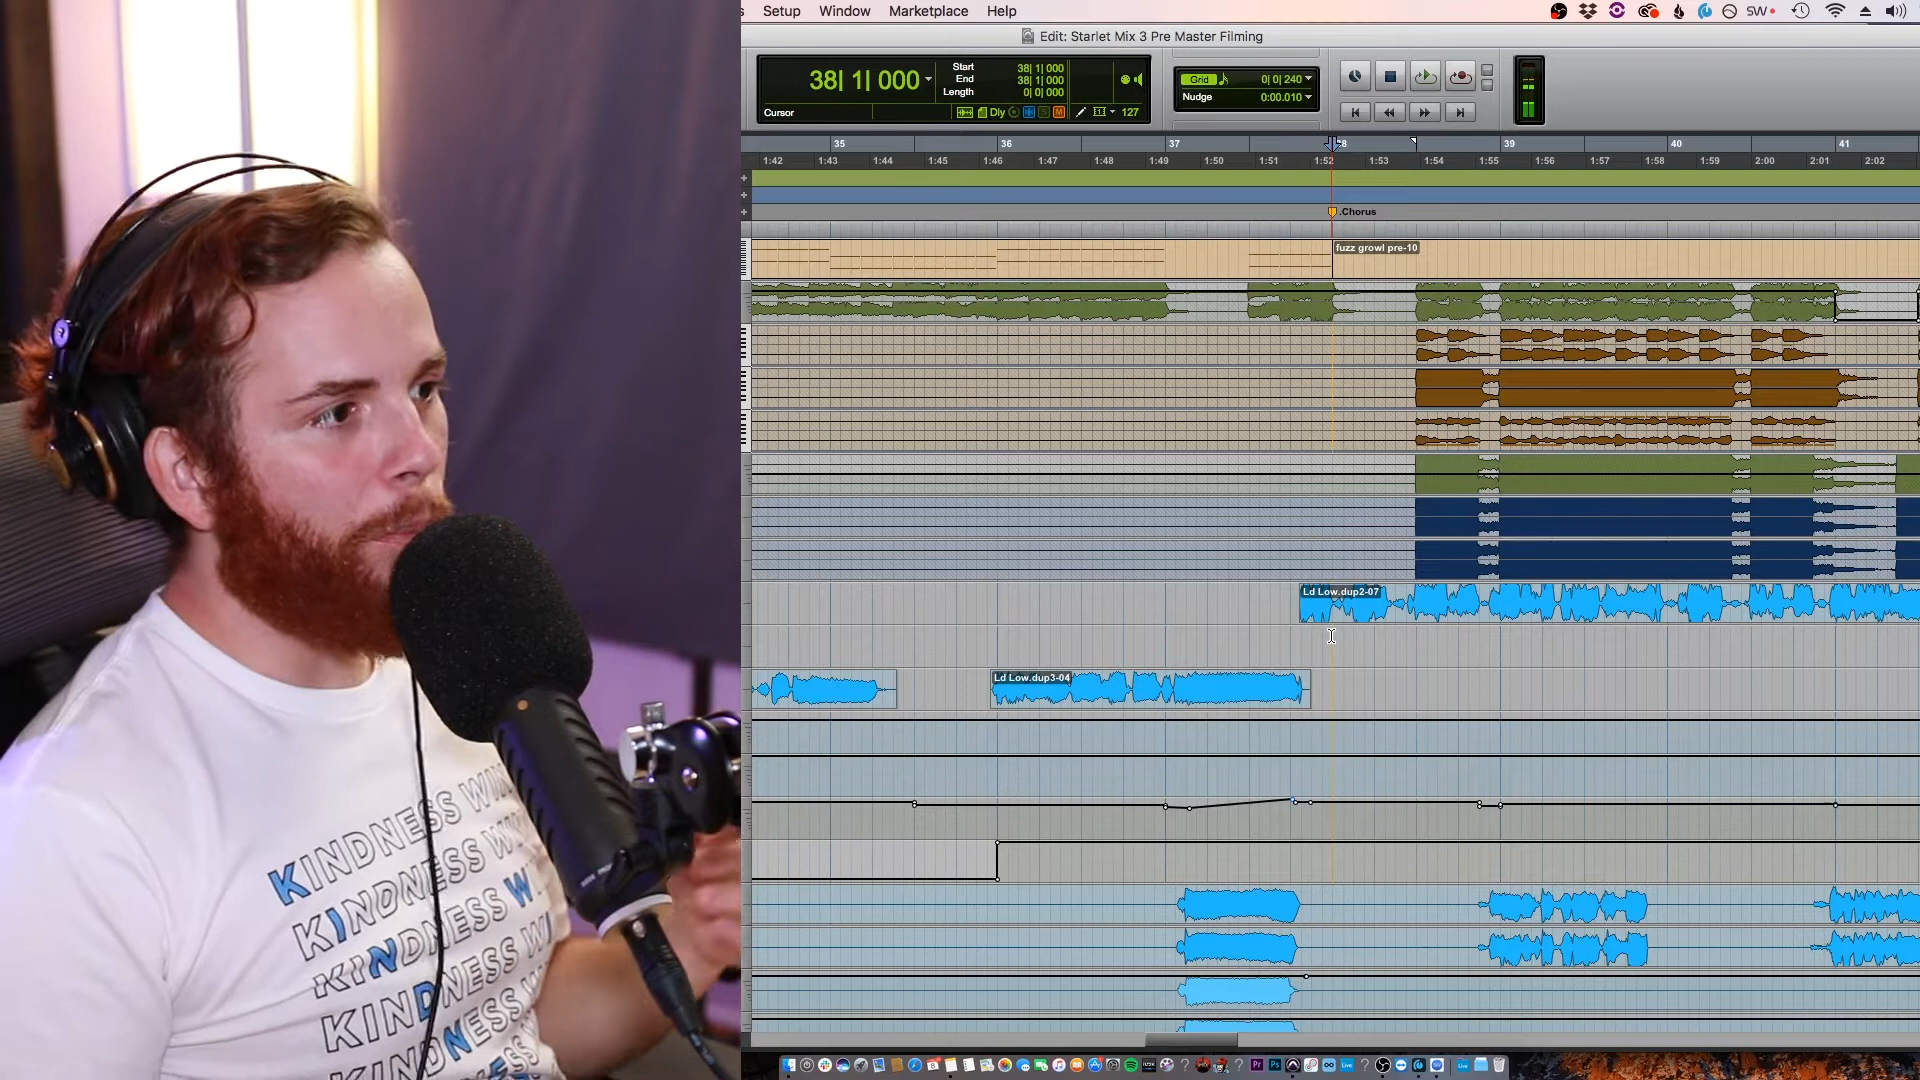 Setup Window Marketplace Help
SW
Edit: Starlet Mix 3 Pre Master Filming
38| 1| 000
Start 38| 1| 000
End 38| 1| 000
Length 0| 0| 000
Cursor
Dly
127
Grid 0| 0| 240
Nudge 0:00.010
35 36 37 38 39 40 41
1:42 1:43 1:44 1:45 1:46 1:47 1:48 1:49 1:50 1:51 1:52 1:53 1:54 1:55 1:56 1:57 1:58 1:59 2:00 2:01 2:02
.Chorus
fuzz growl pre-10
Ld Low.dup2-07
Ld Low.dup3-04
KINDNESS WIN
KINDNESS W
KINDNESS W
KINDNESS
KINDNESS
KINDNESS